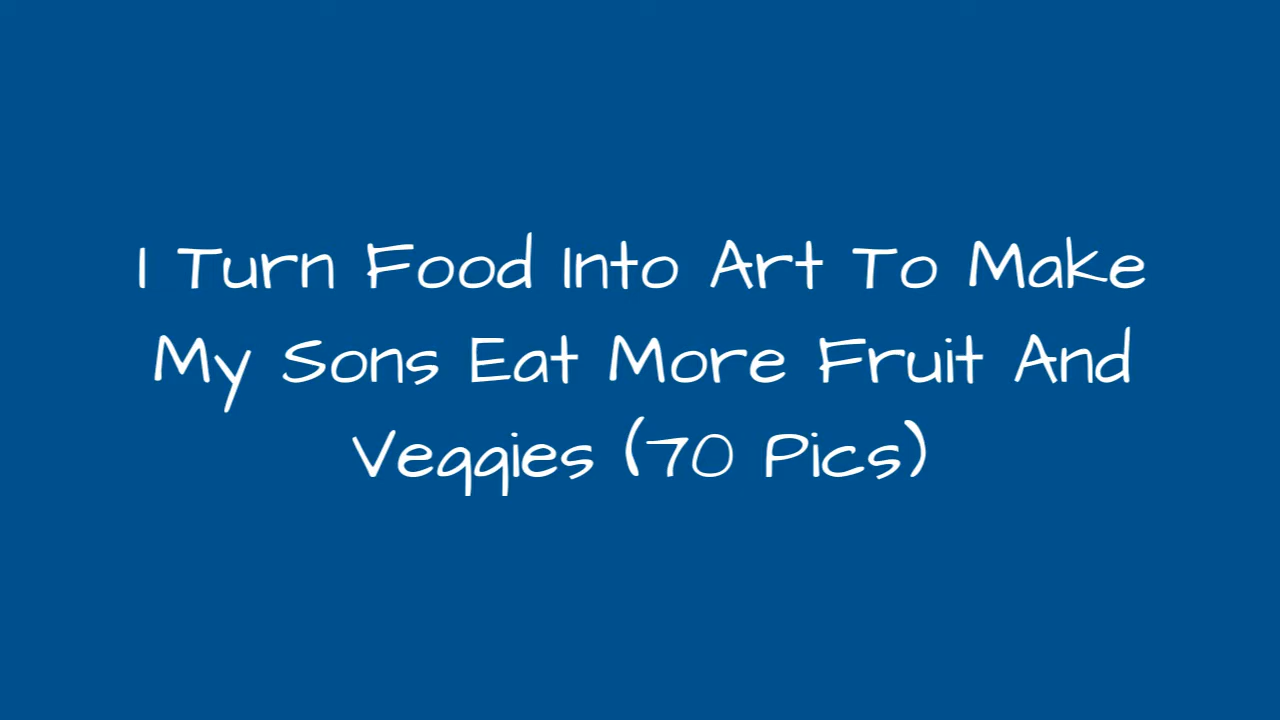 I Turn Food Into Art To Make
My Sons Eat More Fruit And
Veggies (70 Pics)